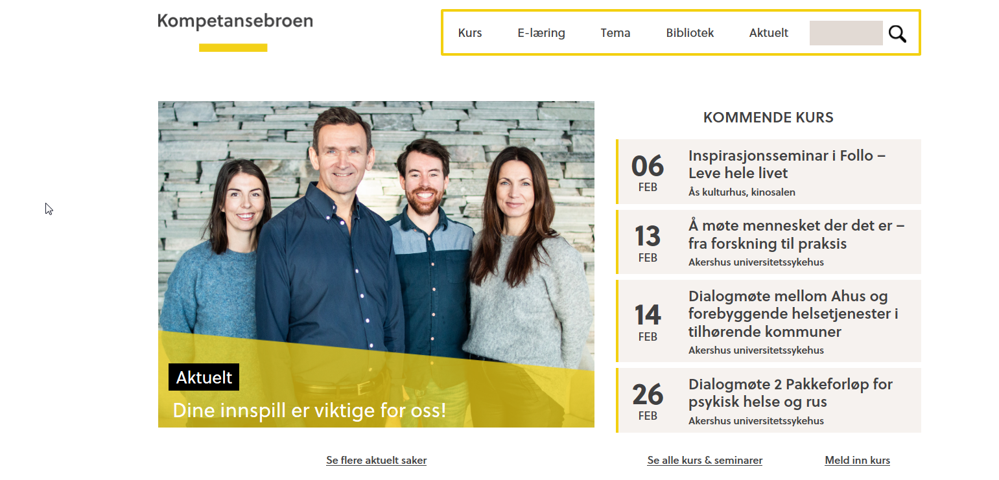 Kompetansebroen
Kurs
E-læring
Tema
Bibliotek
Aktuelt
Aktuelt
Dine innspill er viktige for oss!
Se flere aktuelt saker
KOMMENDE KURS
06
FEB
Inspirasjonsseminar i Follo –
Leve hele livet
Ås kulturhus, kinosalen
13
FEB
Å møte mennesket der det er –
fra forskning til praksis
Akershus universitetssykehus
14
FEB
Dialogmøte mellom Ahus og
forebyggende helsetjenester i
tilhørende kommuner
Akershus universitetssykehus
26
FEB
Dialogmøte 2 Pakkeforløp for
psykisk helse og rus
Akershus universitetssykehus
Se alle kurs & seminarer
Meld inn kurs